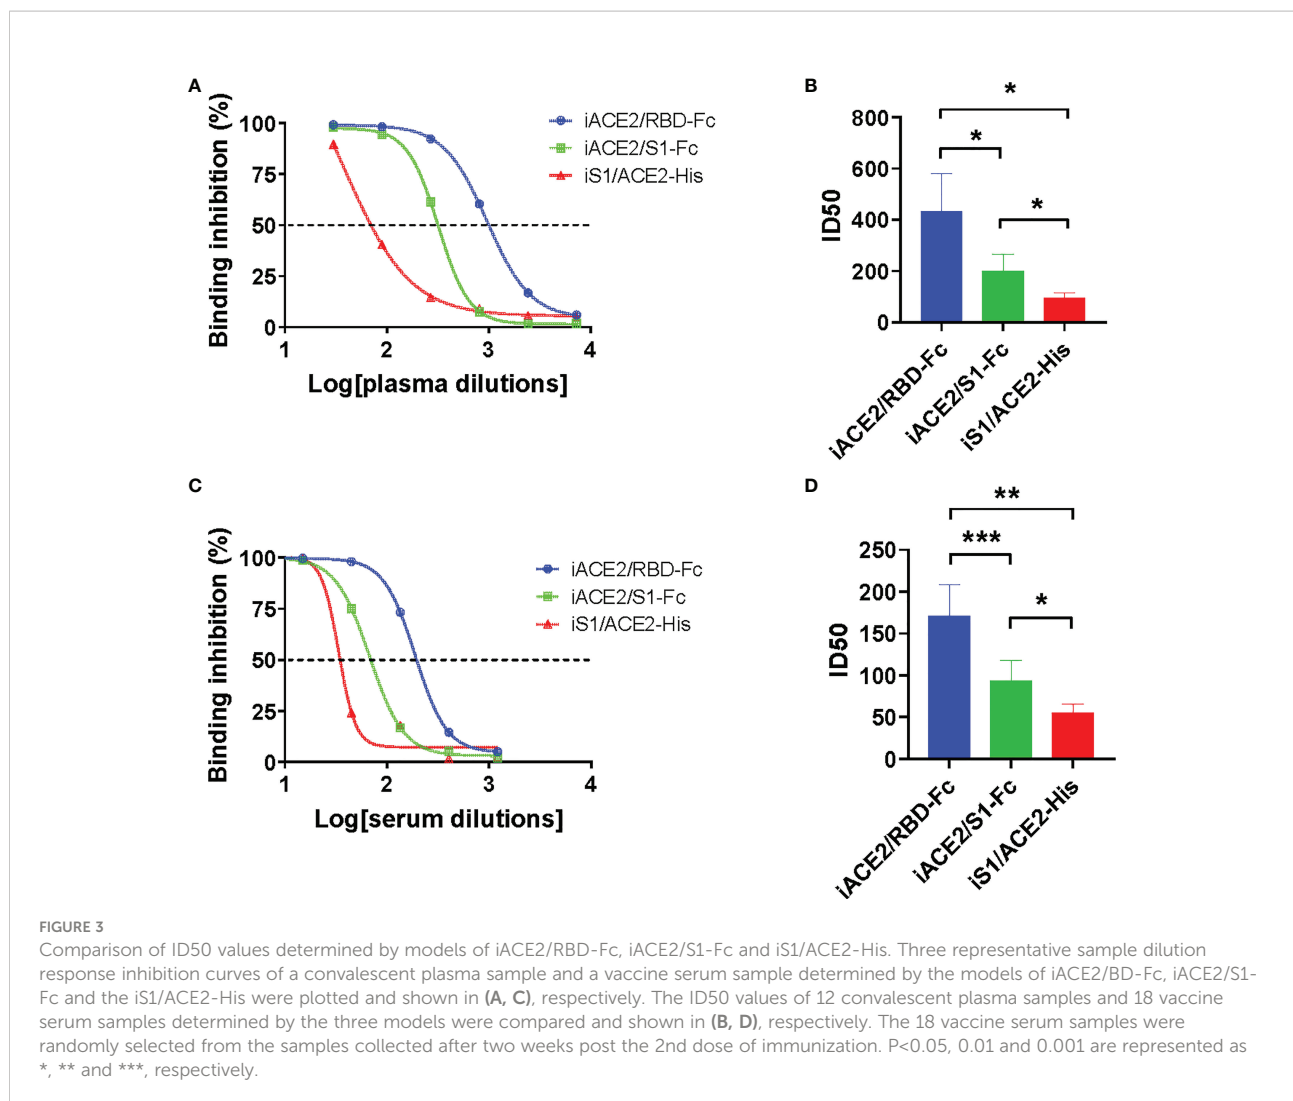 A
Binding inhibition (%)
100
75
50
25
0
1 2 3 4
Log[plasma dilutions]
iACE2/RBD-Fc
iACE2/S1-Fc
iS1/ACE2-His
B
ID50
800
600
400
200
0
*
*
*
iACE2/RBD-Fc
iACE2/S1-Fc
iS1/ACE2-His
C
Binding inhibition (%)
100
75
50
25
0
1 2 3 4
Log[serum dilutions]
iACE2/RBD-Fc
iACE2/S1-Fc
iS1/ACE2-His
D
ID50
250
200
150
100
50
0
**
***
*
iACE2/RBD-Fc
iACE2/S1-Fc
iS1/ACE2-His
FIGURE 3
Comparison of ID50 values determined by models of iACE2/RBD-Fc, iACE2/S1-Fc and iS1/ACE2-His. Three representative sample dilution
response inhibition curves of a convalescent plasma sample and a vaccine serum sample determined by the models of iACE2/BD-Fc, iACE2/S1-
Fc and the iS1/ACE2-His were plotted and shown in (A, C), respectively. The ID50 values of 12 convalescent plasma samples and 18 vaccine
serum samples determined by the three models were compared and shown in (B, D), respectively. The 18 vaccine serum samples were
randomly selected from the samples collected after two weeks post the 2nd dose of immunization. P<0.05, 0.01 and 0.001 are represented as
*, ** and ***, respectively.